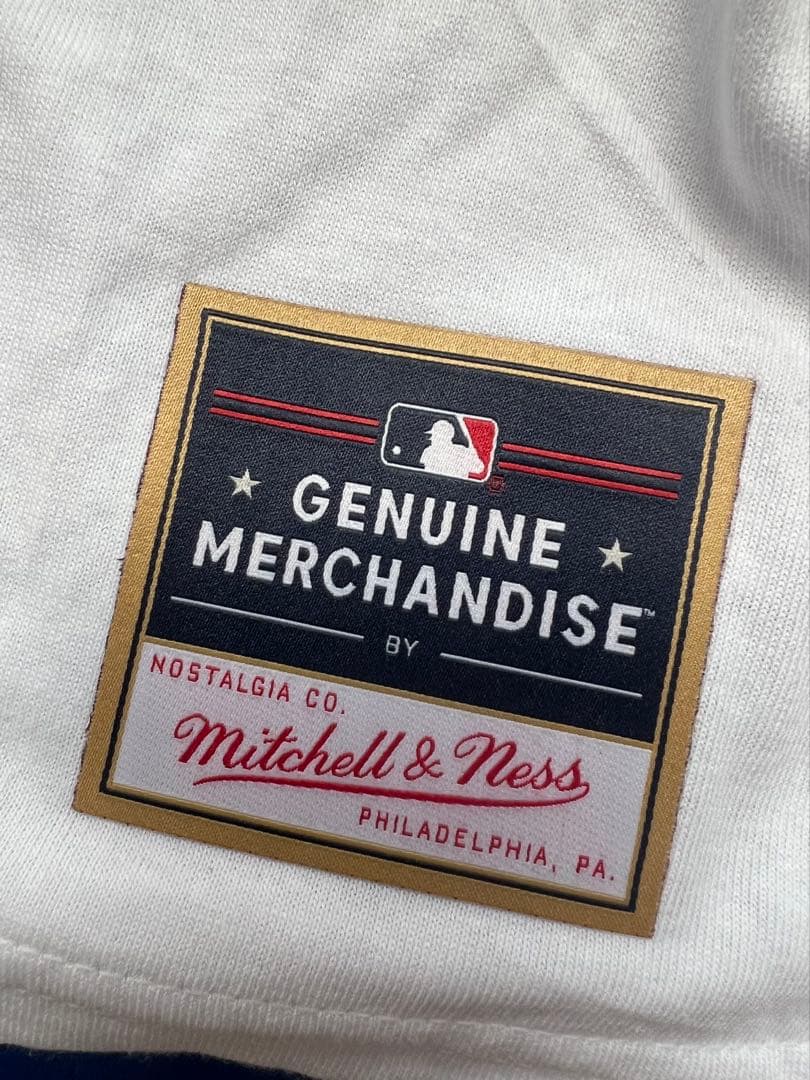 GENUINE
MERCHANDISE™
BY
NOSTALGIA CO.
Mitchell & Ness
PHILADELPHIA, PA.